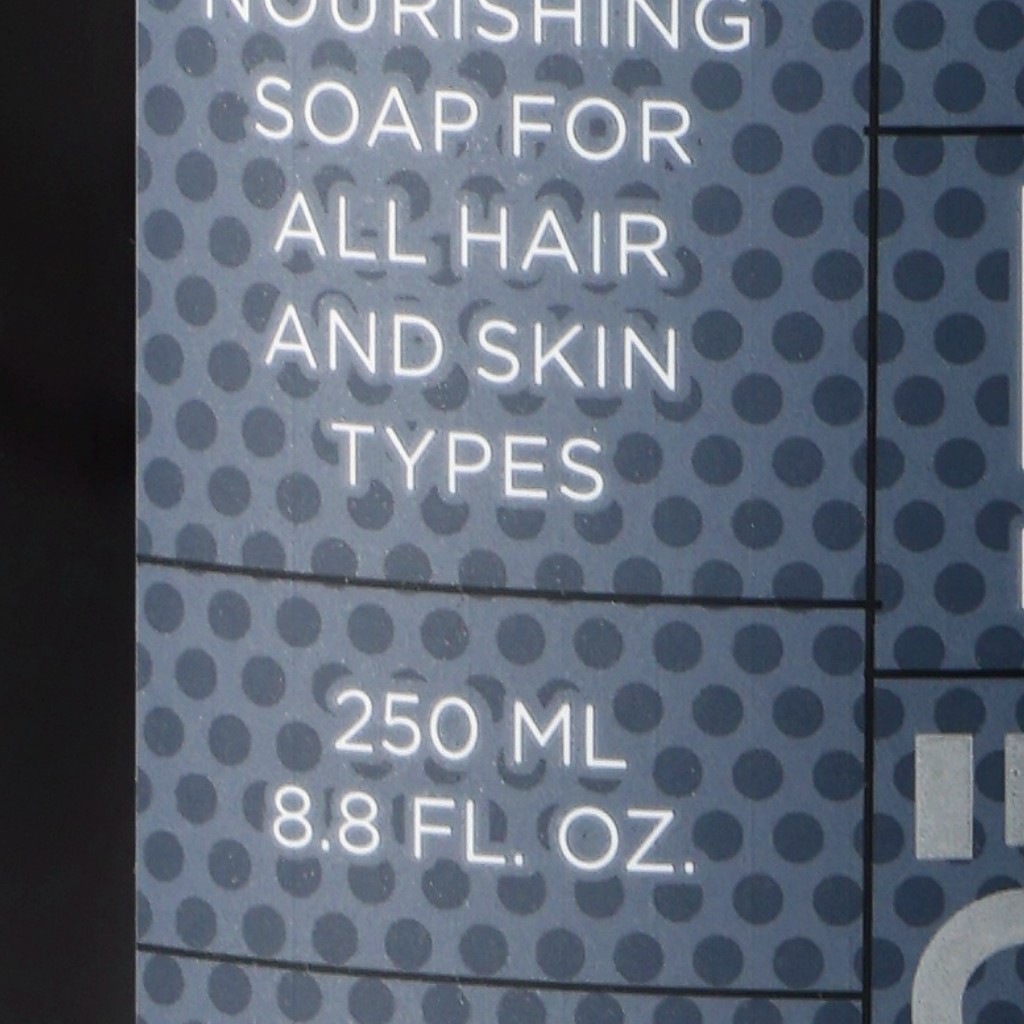 NOURISHING
SOAP FOR
ALL HAIR
AND SKIN
TYPES
250 ML
8.8 FL. OZ.